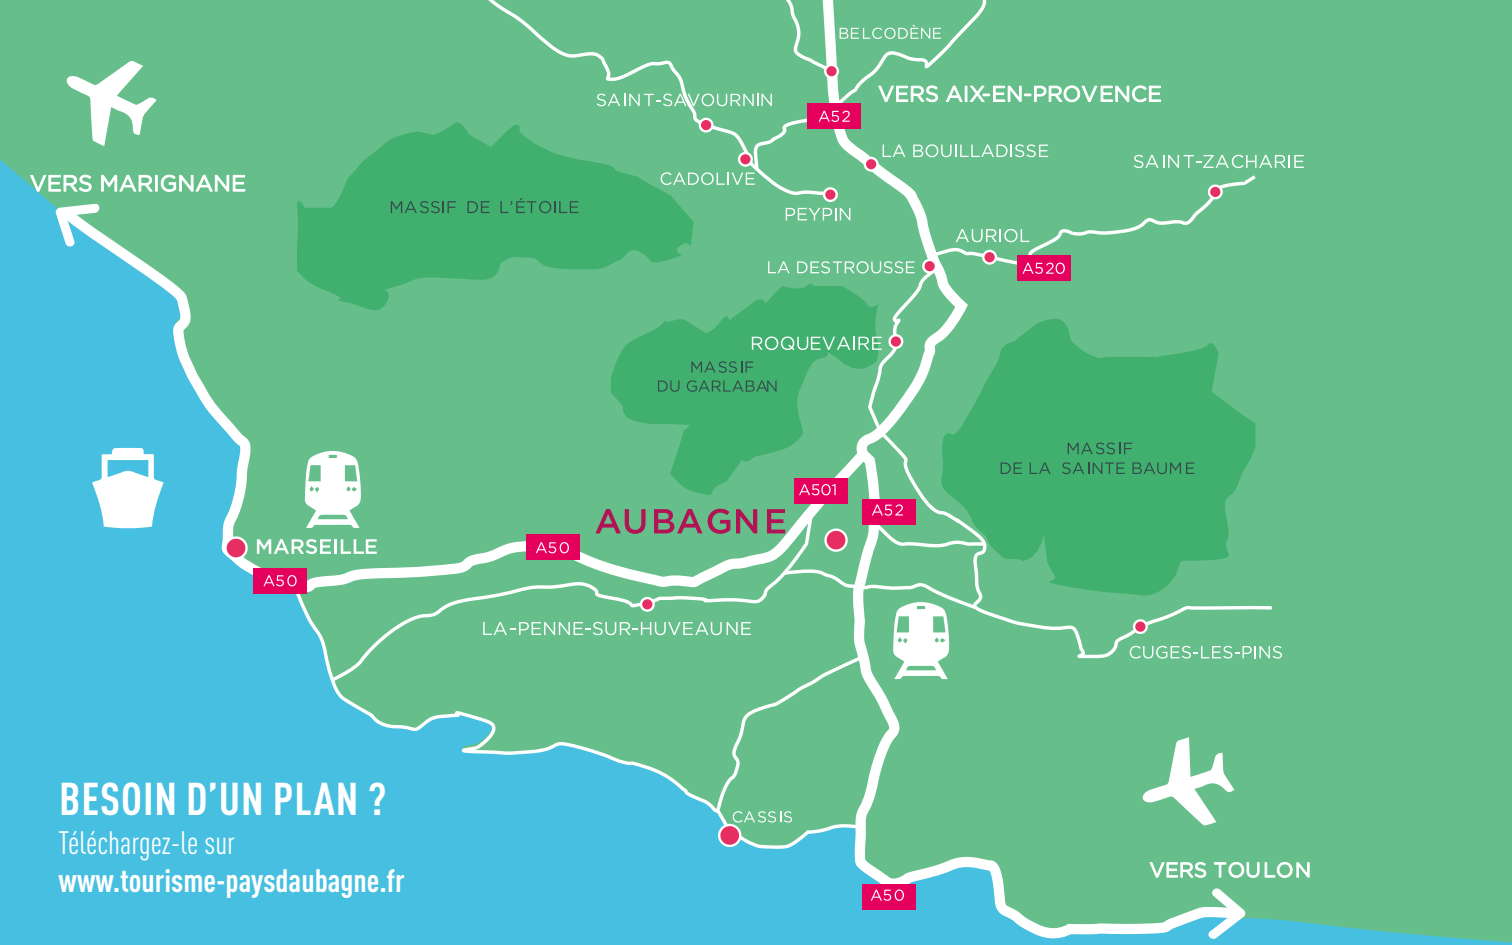 BELCODÈNE
VERS AIX-EN-PROVENCE
SAINT-SAVOURNIN
A52
LA BOUILLADISSE
SAINT-ZACHARIE
VERS MARIGNANE
CADOLIVE
MASSIF DE L'ÉTOILE
PEYPIN
AURIOL
LA DESTROUSSE
A520
ROQUEVAIRE
MASSIF
DU GARLABAN
MASSIF
DE LA SAINTE BAUME
A501
A52
AUBAGNE
MARSEILLE
A50
A50
LA-PENNE-SUR-HUVEAUNE
CUGES-LES-PINS
BESOIN D'UN PLAN ?
Téléchargez-le sur
www.tourisme-paysdaubagne.fr
CASSIS
VERS TOULON
A50